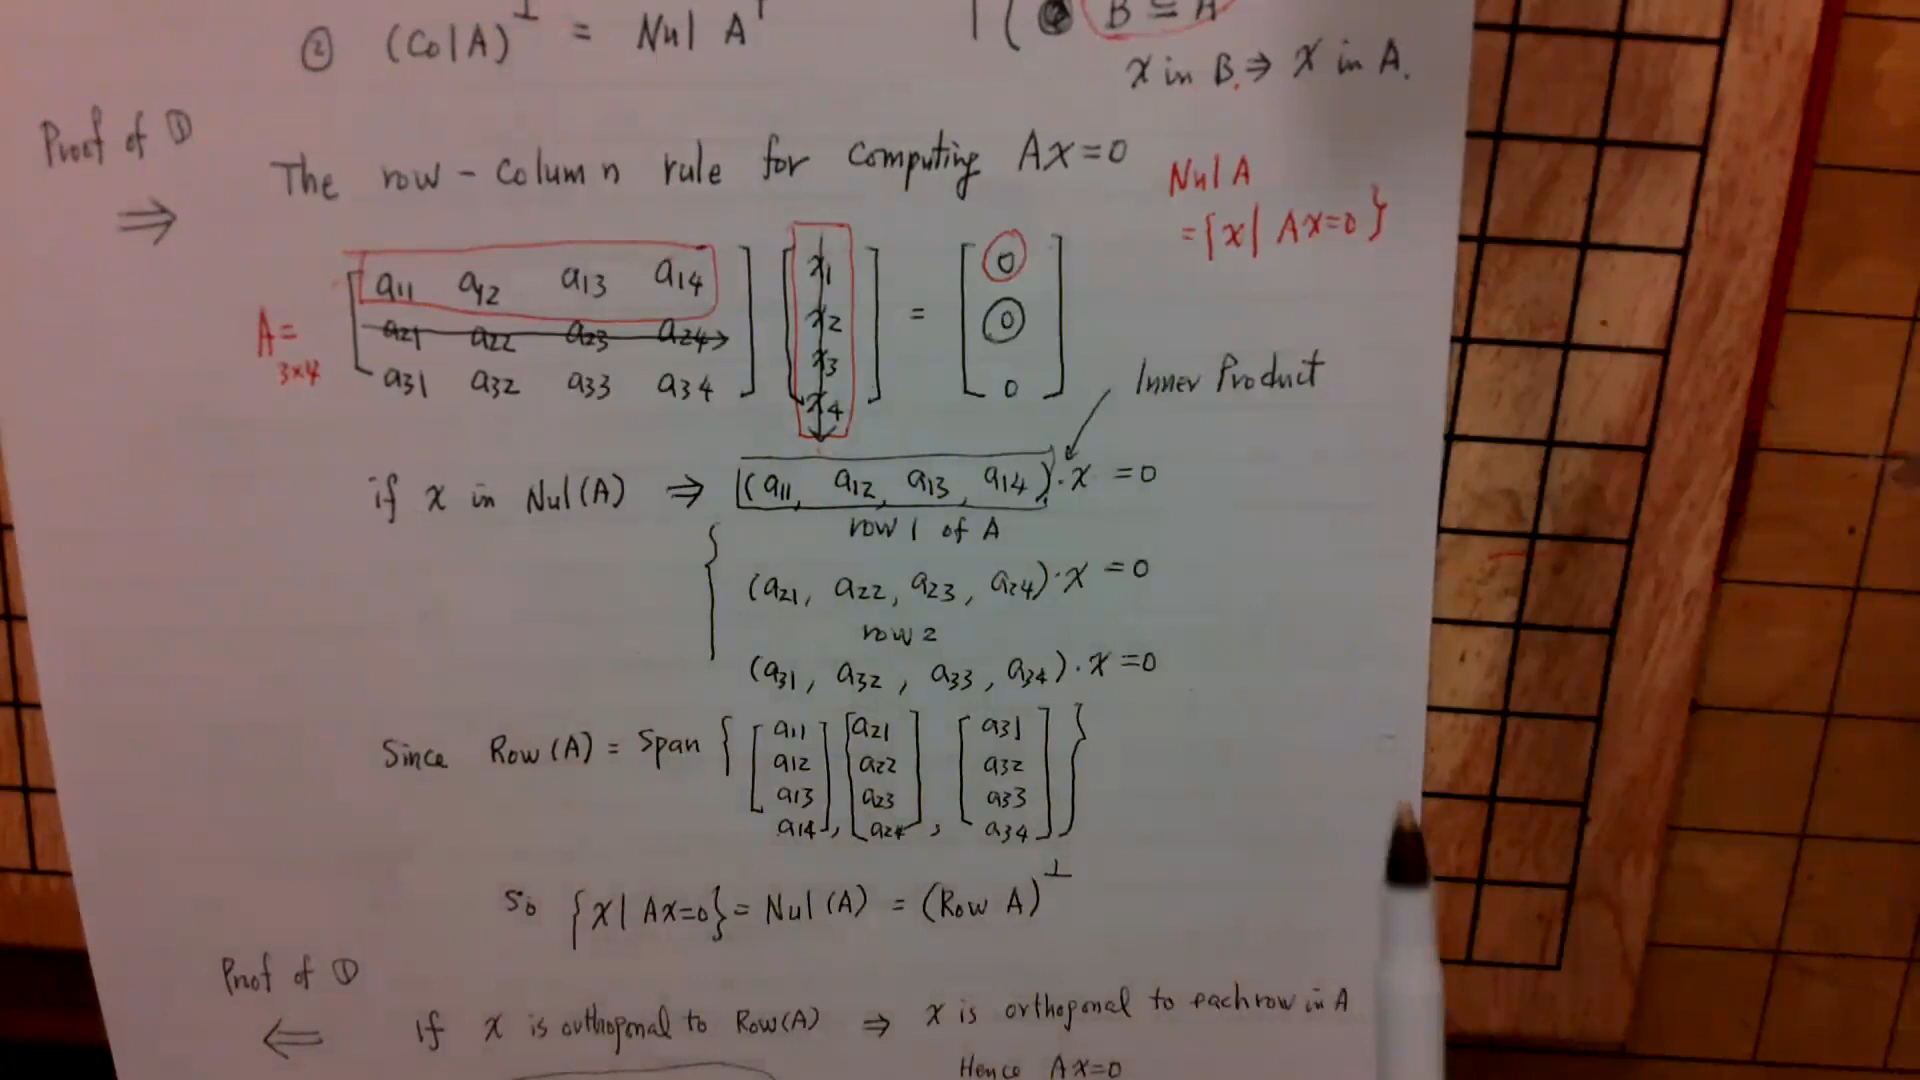 ② (ColA)⊥ = Nul Aᵀ
B ⊆ A
x in B. ⇒ x in A.
Proof of ①
⇒
The row-column rule for computing Ax=0
Nul A
={x| Ax=0}
A=
3x4
[a11 a12 a13 a14] [x1] = [0]
[a21 a22 a23 a24] [x2] [0]
[a31 a32 a33 a34] [x3] [0]
x4
Inner Product
if x in Nul(A) ⇒ (a11, a12, a13, a14)·x =0
row 1 of A
(a21, a22, a23, a24)·x =0
row 2
(a31, a32, a33, a34)·x =0
Since Row(A) = Span { [a11 [a21 [a31
a12 a22 a32
a13 a23 a33
a14], a24], a34] }
So {x| Ax=0} = Nul(A) = (Row A)⊥
Proof of ①
⇐
if x is orthogonal to Row(A) ⇒ x is orthogonal to each row in A
Hence Ax=0